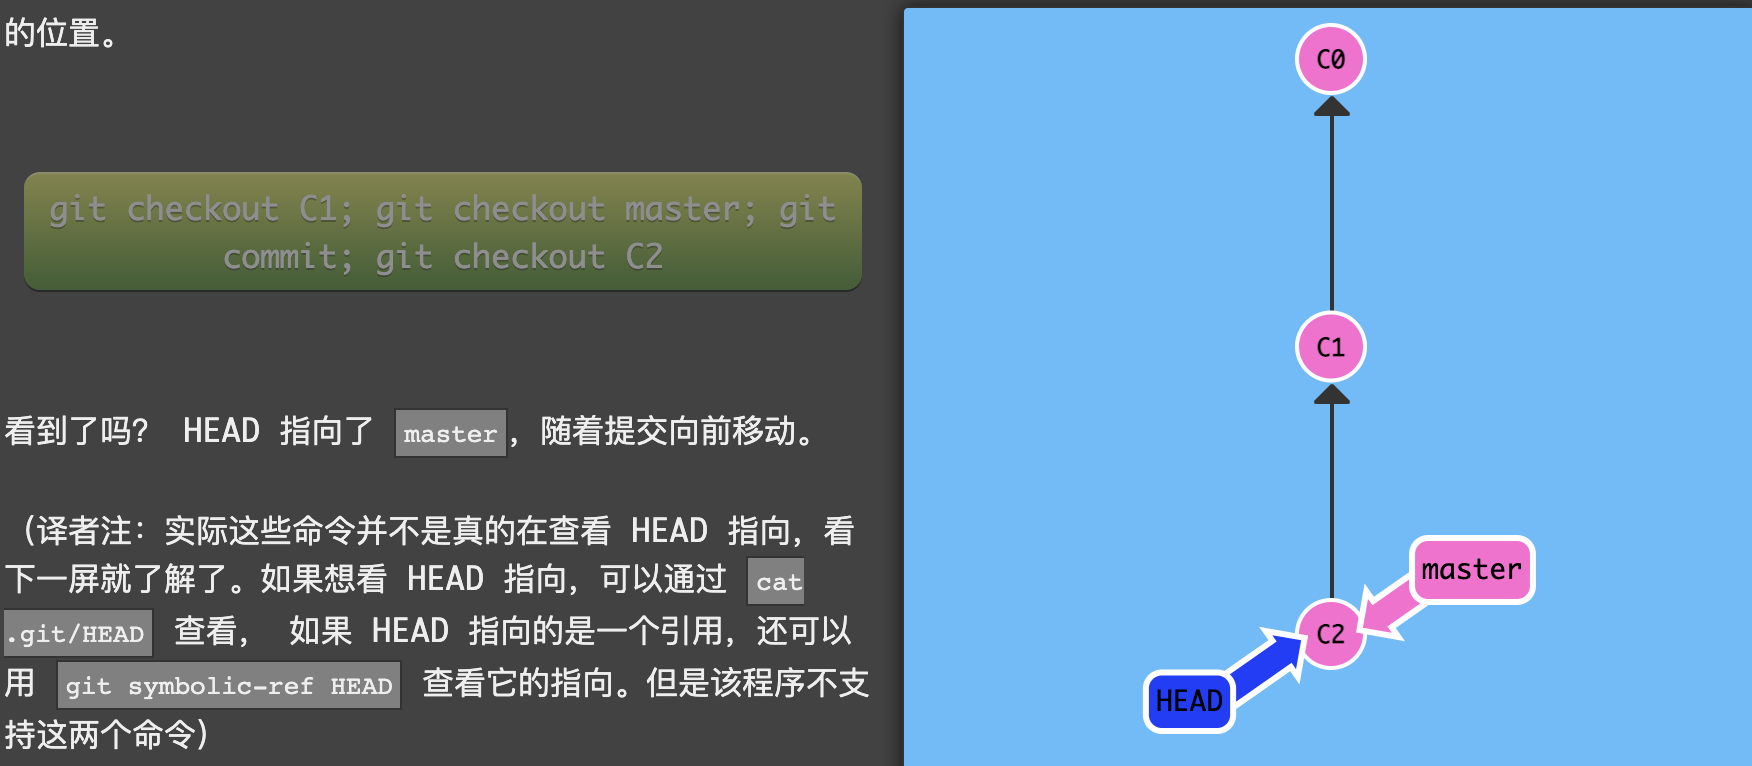 的位置。
git checkout C1; git checkout master; git
commit; git checkout C2
看到了吗？ HEAD 指向了 master，随着提交向前移动。
（译者注：实际这些命令并不是真的在查看 HEAD 指向，看
下一屏就了解了。如果想看 HEAD 指向，可以通过 cat
.git/HEAD 查看， 如果 HEAD 指向的是一个引用，还可以
用 git symbolic-ref HEAD 查看它的指向。但是该程序不支
持这两个命令）
C0
C1
master
C2
HEAD